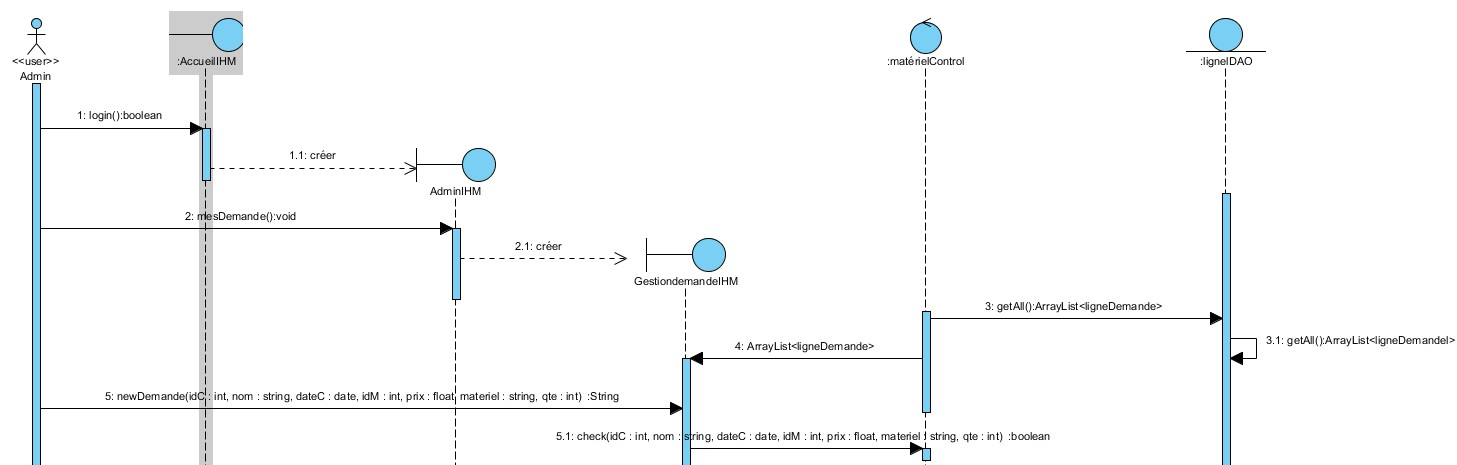 <<user>>
Admin
:AccueilIHM
:matérielControl
:ligneIDAO
1: login():boolean
1.1: créer
AdminIHM
2: mesDemande():void
2.1: créer
GestiondemandeIHM
3: getAll():ArrayList<ligneDemande>
3.1: getAll():ArrayList<ligneDemandel>
4: ArrayList<ligneDemande>
5: newDemande(idC : int, nom : string, dateC : date, idM : int, prix : float, materiel : string, qte : int) :String
5.1: check(idC : int, nom : string, dateC : date, idM : int, prix : float, materiel : string, qte : int) :boolean